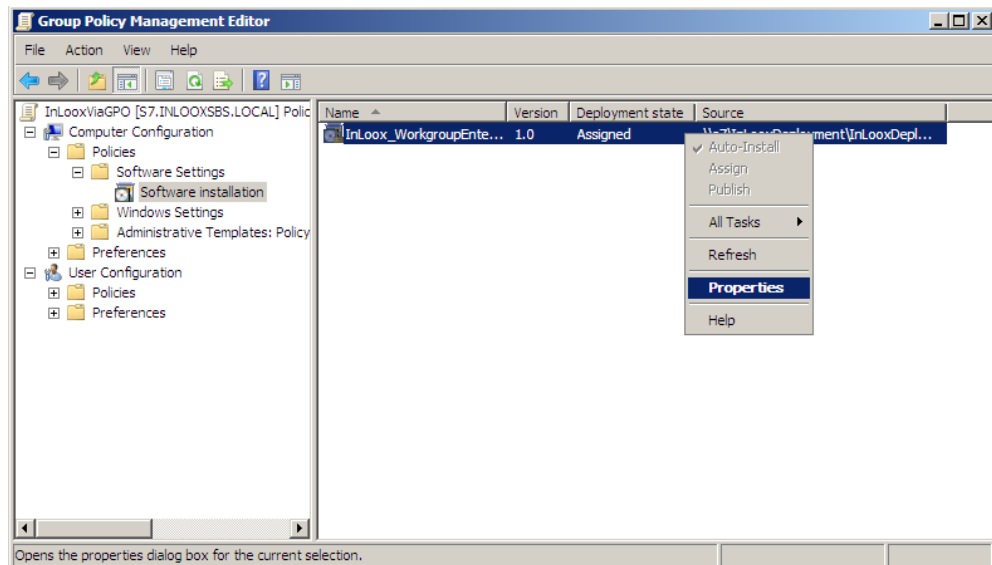 Group Policy Management Editor
File Action View Help
InLooxViaGPO [S7.INLOOXSBS.LOCAL] Polic
Computer Configuration
Policies
Software Settings
Software installation
Windows Settings
Administrative Templates: Policy
Preferences
User Configuration
Policies
Preferences
Name Version Deployment state Source
InLoox_WorkgroupEnte... 1.0 Assigned \\s7\InLooxDeployment\InLooxDepl...
Auto-Install
Assign
Publish
All Tasks
Refresh
Properties
Help
Opens the properties dialog box for the current selection.